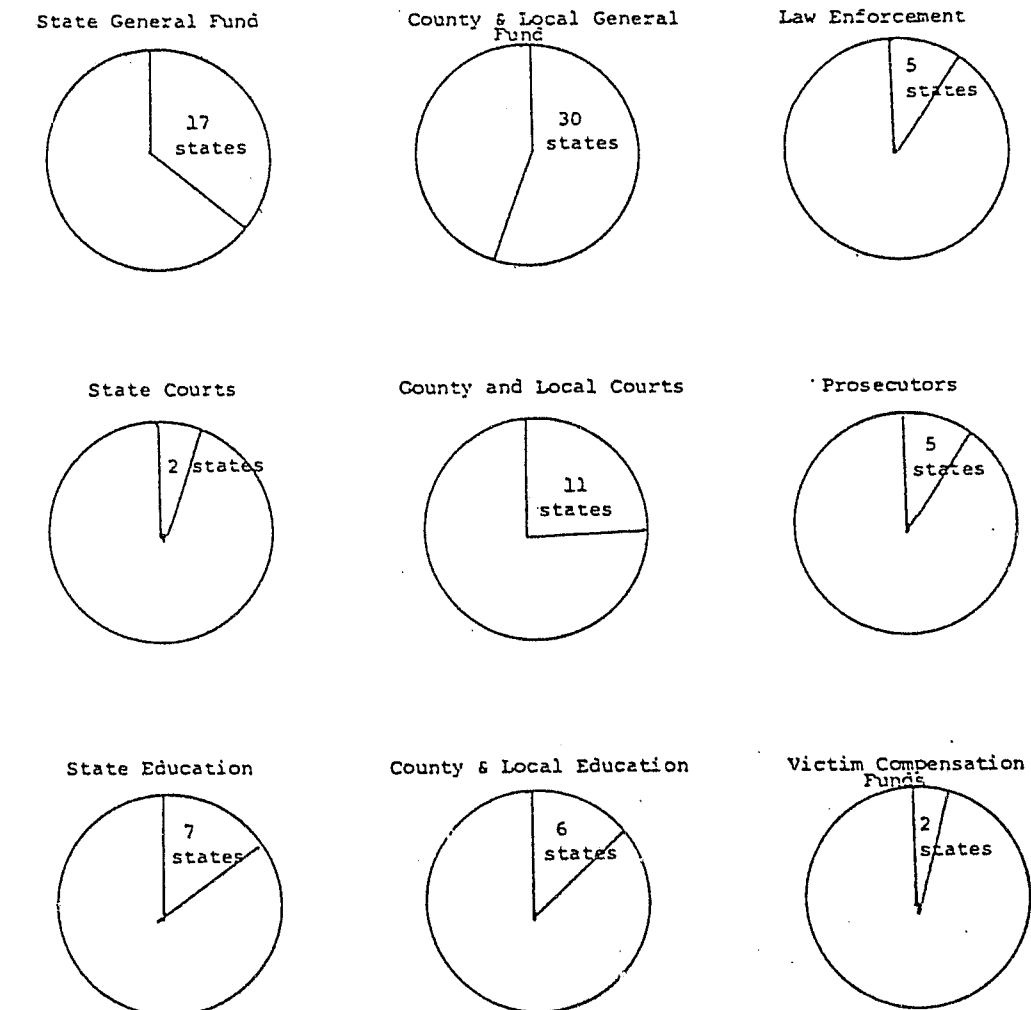 State General Fund
County & Local General
Fund
Law Enforcement
17
states
30
states
5
states
State Courts
County and Local Courts
Prosecutors
2 states
11
states
5
states
State Education
County & Local Education
Victim Compensation
Funds
7
states
6
states
2
states